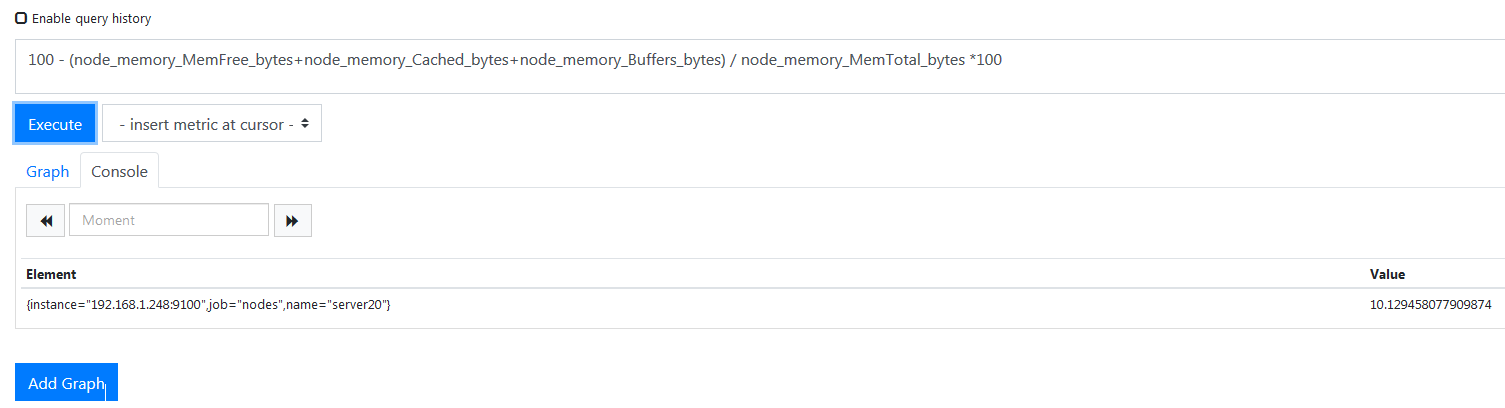 Enable query history
100 - (node_memory_MemFree_bytes+node_memory_Cached_bytes+node_memory_Buffers_bytes) / node_memory_MemTotal_bytes *100
Execute - insert metric at cursor -
Graph Console
Moment
Element Value
{instance="192.168.1.248:9100",job="nodes",name="server20"} 10.129458077909874
Add Graph